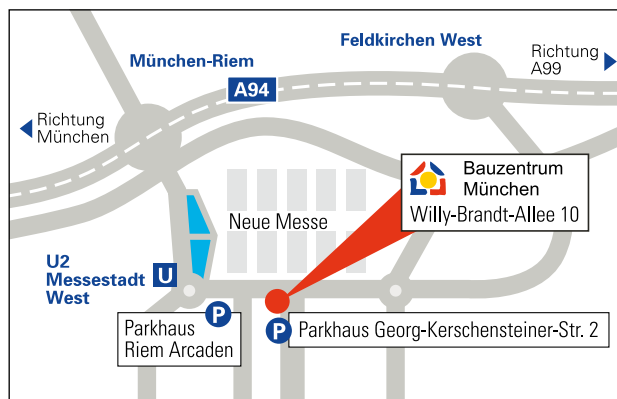 Feldkirchen West
München-Riem
Richtung
A99
A94
Richtung
München
Bauzentrum
München
Willy-Brandt-Allee 10
Neue Messe
U2
Messestadt
West
U
P
Parkhaus
Riem Arcaden
P
Parkhaus Georg-Kerschensteiner-Str. 2